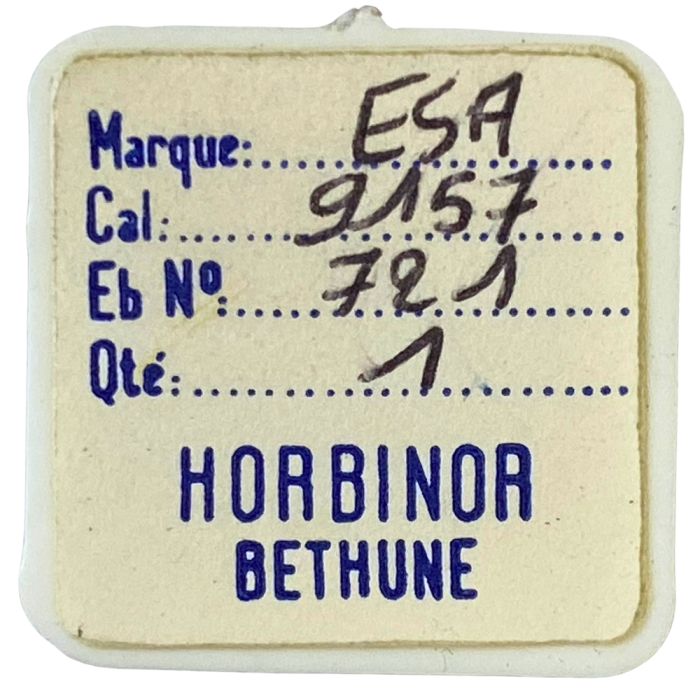 Marque: ESA
Cal: 9157
Eb Nº: 721
Qté: 1
HORBINOR
BETHUNE